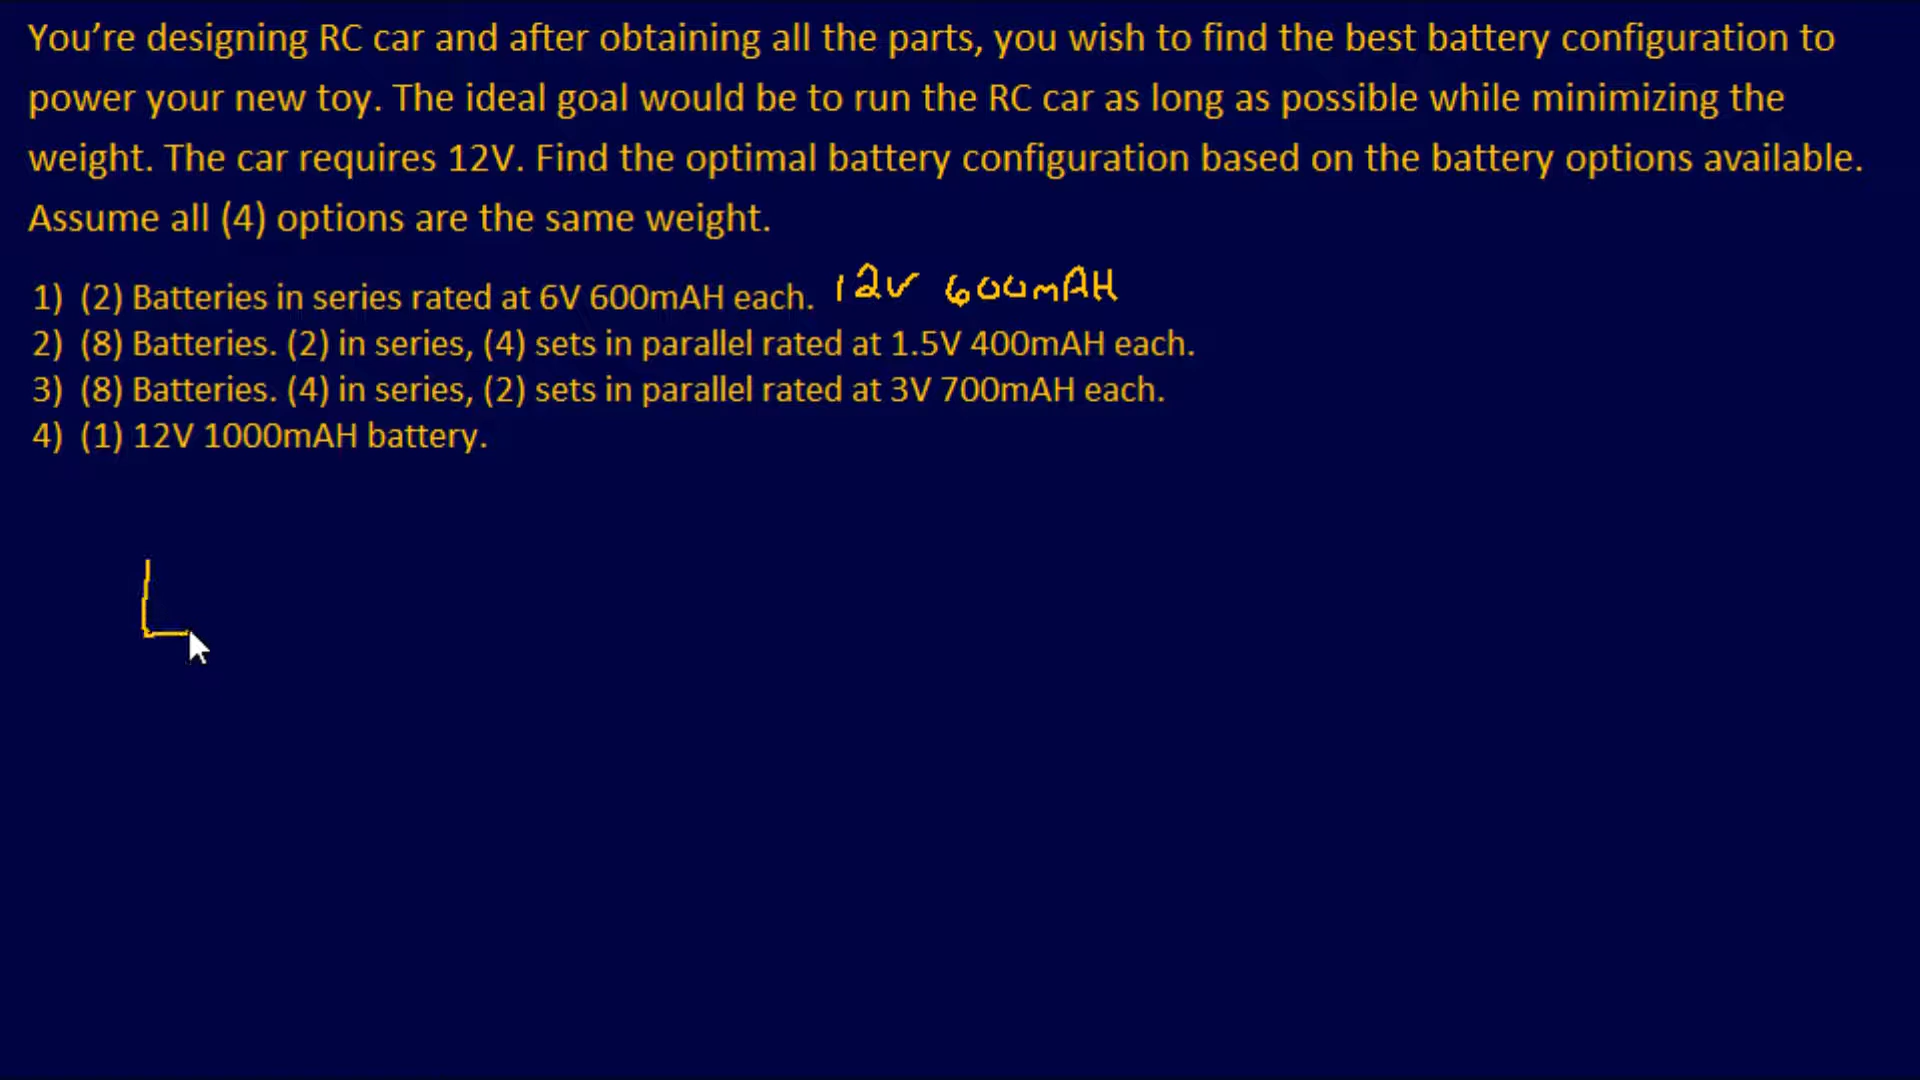 You're designing RC car and after obtaining all the parts, you wish to find the best battery configuration to
power your new toy. The ideal goal would be to run the RC car as long as possible while minimizing the
weight. The car requires 12V. Find the optimal battery configuration based on the battery options available.
Assume all (4) options are the same weight.
1) (2) Batteries in series rated at 6V 600mAH each. 12V 600mAH
2) (8) Batteries. (2) in series, (4) sets in parallel rated at 1.5V 400mAH each.
3) (8) Batteries. (4) in series, (2) sets in parallel rated at 3V 700mAH each.
4) (1) 12V 1000mAH battery.